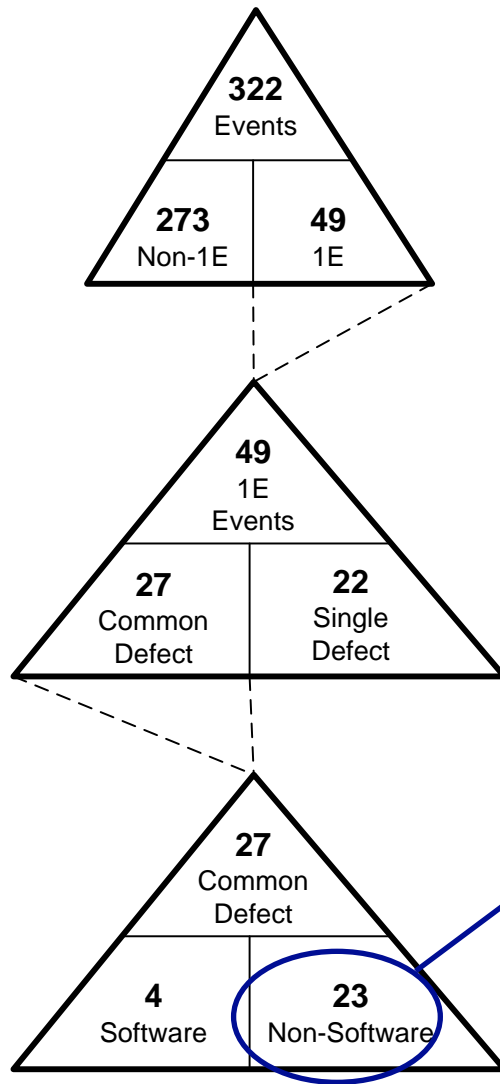 322
Events
273
49
Non-1E
1E
49
1E
Events
27
22
Common
Single
Defect
Defect
27
Common
Defect
4
23
Software
Non-Software